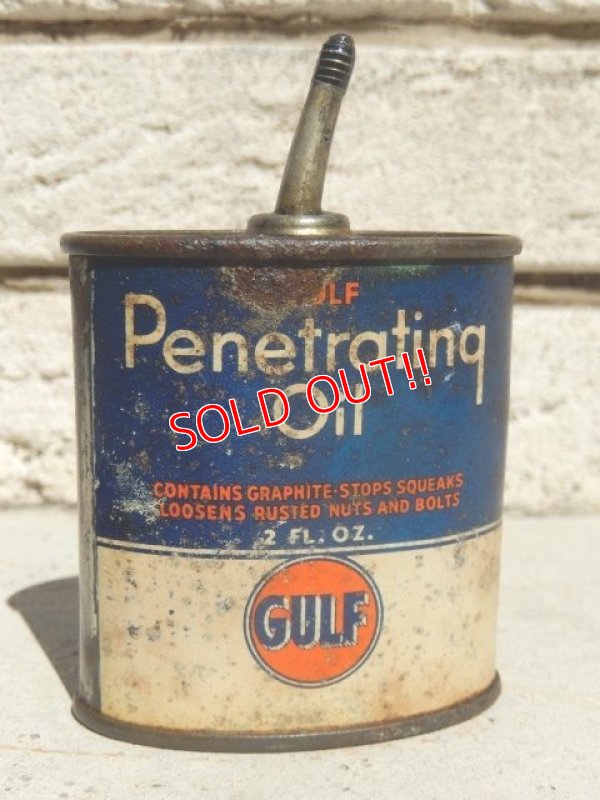 ULF
Penetrating
Oil
SOLD OUT!!
CONTAINS GRAPHITE-STOPS SQUEAKS
LOOSENS RUSTED NUTS AND BOLTS
2 FL. OZ.
GULF